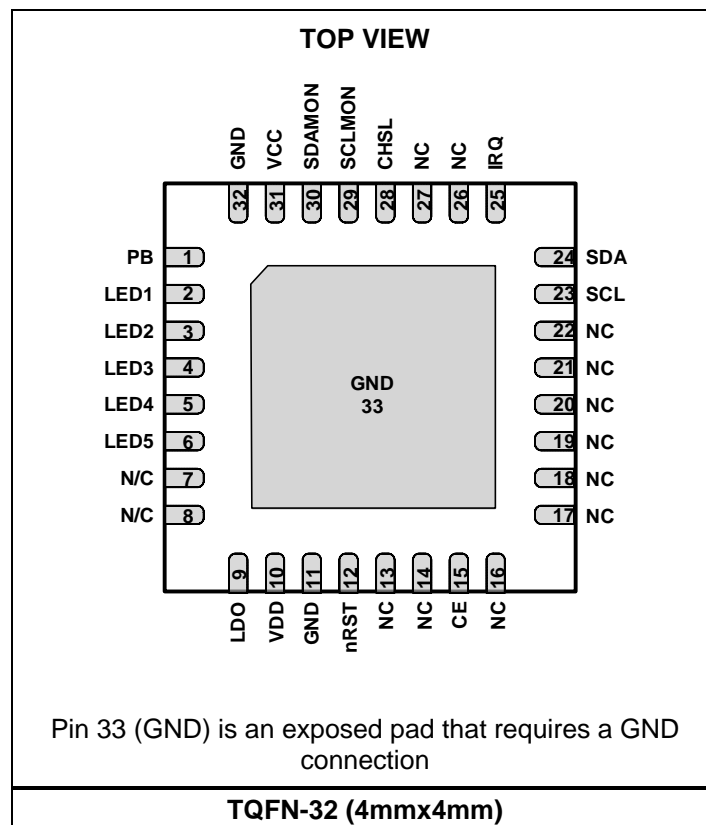 TOP VIEW
GND VCC SDAMON SCLMON CHSL NC NC IRQ
32 31 30 29 28 27 26 25
PB 1
LED1 2
LED2 3
LED3 4
LED4 5
LED5 6
N/C 7
N/C 8
GND
33
24 SDA
23 SCL
22 NC
21 NC
20 NC
19 NC
18 NC
17 NC
9 10 11 12 13 14 15 16
LDO VDD GND nRST NC NC CE NC
Pin 33 (GND) is an exposed pad that requires a GND
connection
TQFN-32 (4mmx4mm)